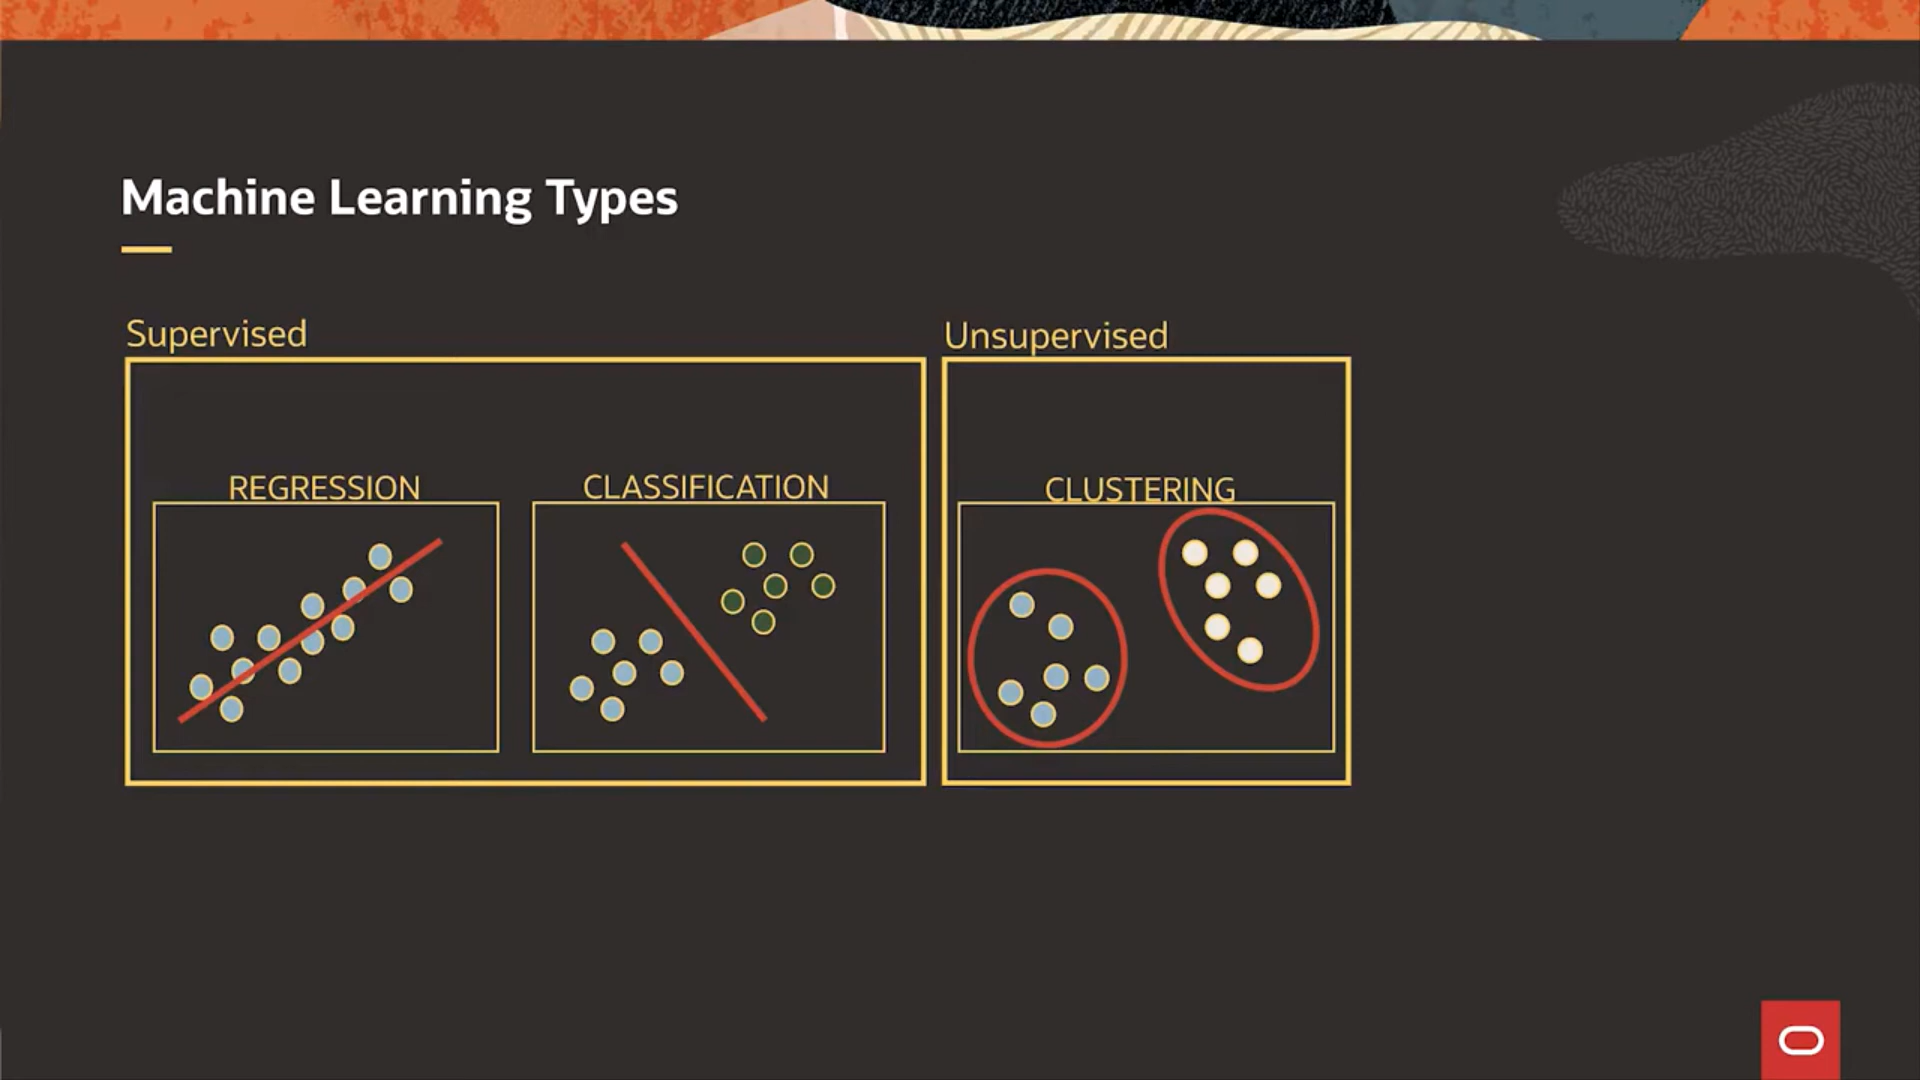 Machine Learning Types
Supervised
Unsupervised
REGRESSION
CLASSIFICATION
CLUSTERING